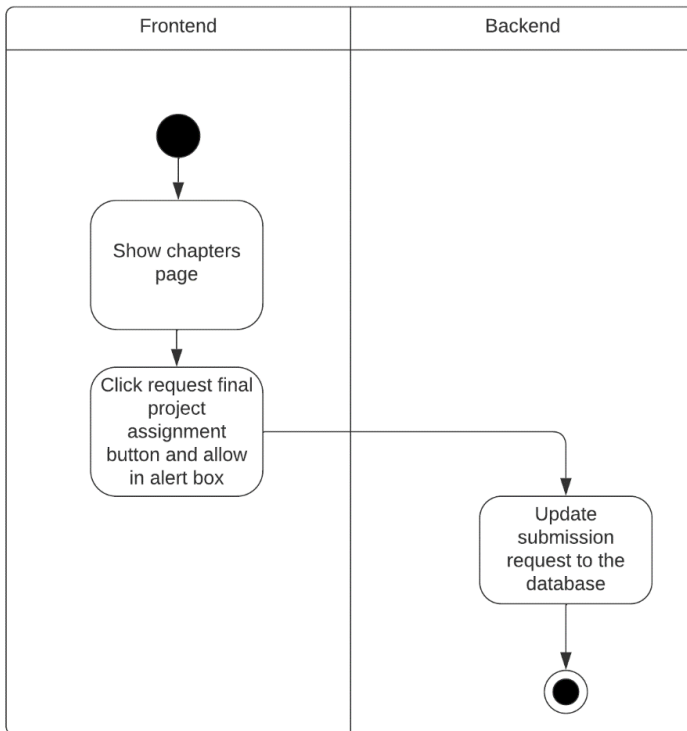 Frontend
Backend
Show chapters
page
Click request final
project
assignment
button and allow
in alert box
Update
submission
request to the
database